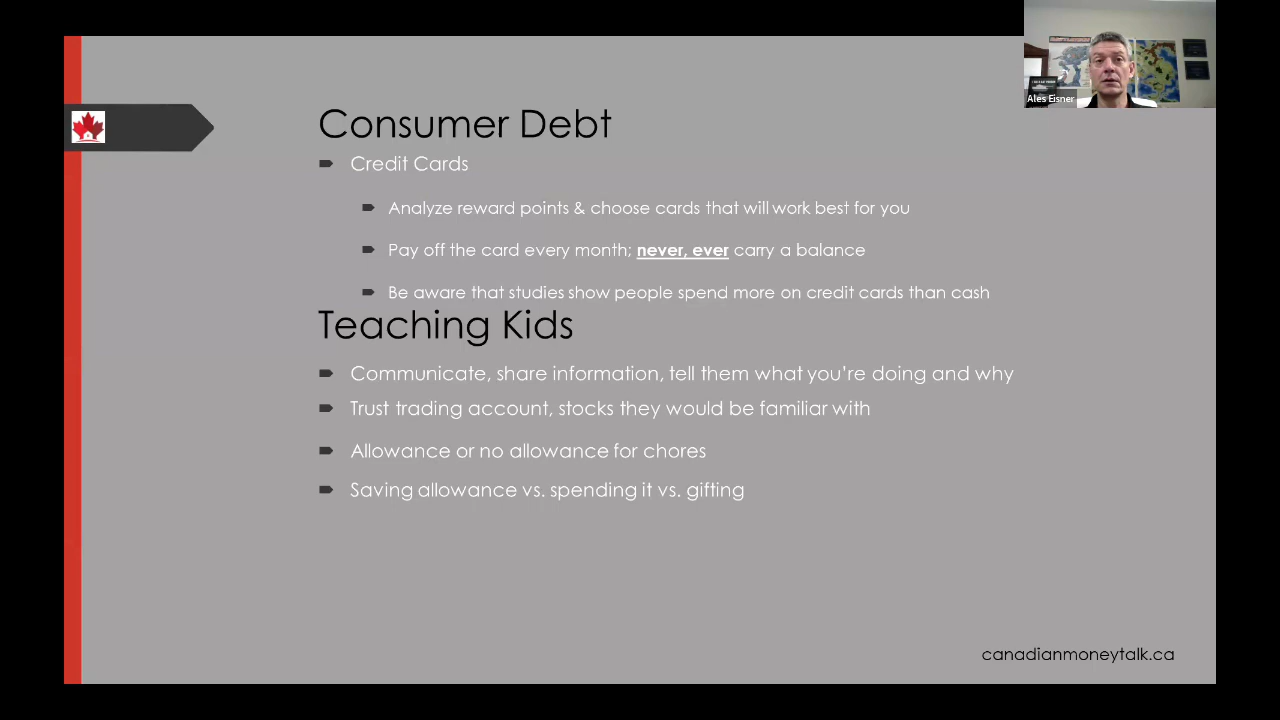 Consumer Debt
Credit Cards
Analyze reward points & choose cards that will work best for you
Pay off the card every month; never, ever carry a balance
Be aware that studies show people spend more on credit cards than cash
Teaching Kids
Communicate, share information, tell them what you're doing and why
Trust trading account, stocks they would be familiar with
Allowance or no allowance for chores
Saving allowance vs. spending it vs. gifting
canadianmoneytalk.ca
Ales Eisner